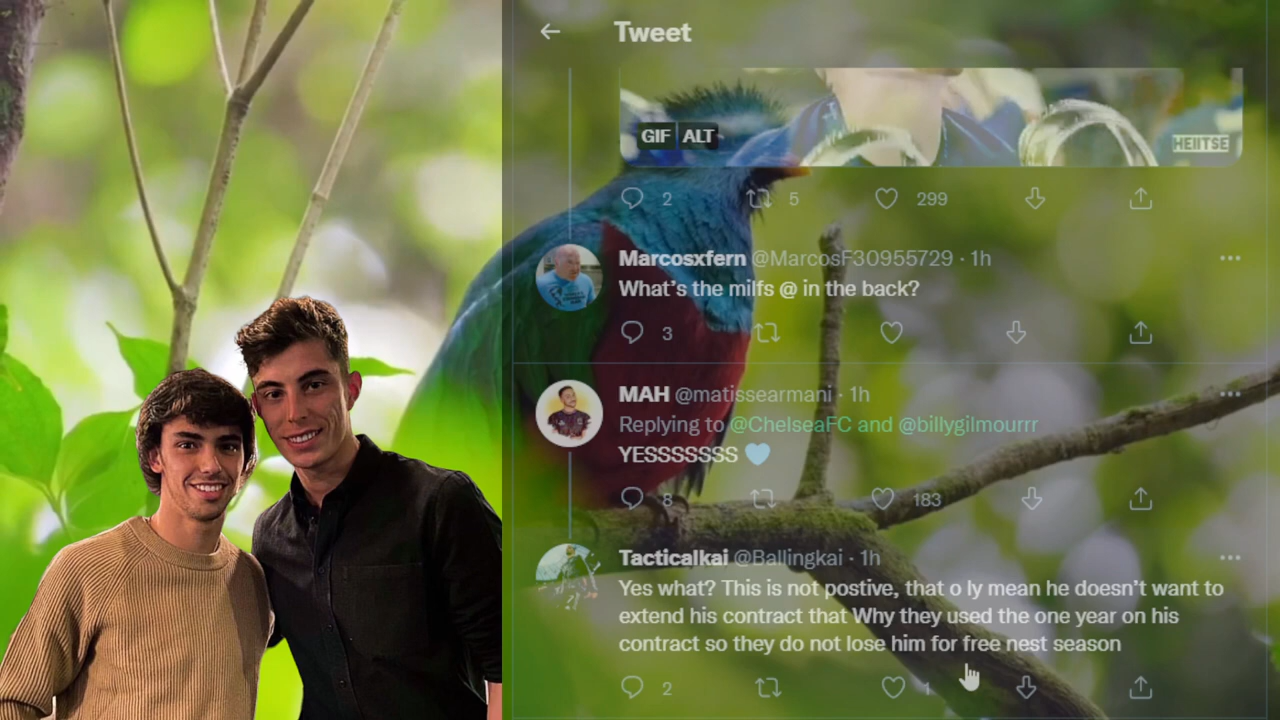 Tweet
GIF ALT
HEIITSE
2 5 299
Marcosxfern @MarcosF30955729 · 1h
What's the milfs @ in the back?
3
MAH @matissearmani · 1h
Replying to @ChelseaFC and @billygilmourrr
YESSSSSSS 🩵
8 183
Tacticalkai @Ballingkai · 1h
Yes what? This is not postive, that o ly mean he doesn't want to
extend his contract that Why they used the one year on his
contract so they do not lose him for free nest season
2 1